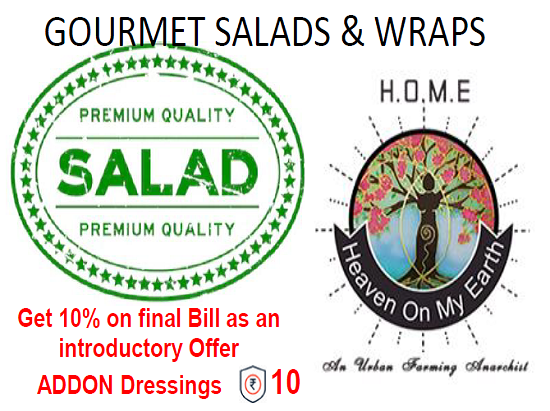 GOURMET SALADS & WRAPS
PREMIUM QUALITY
SALAD
PREMIUM QUALITY
H.O.M.E
Heaven On My Earth
An Urban Farming Anarchist
Get 10% on final Bill as an
introductory Offer
ADDON Dressings ₹ 10